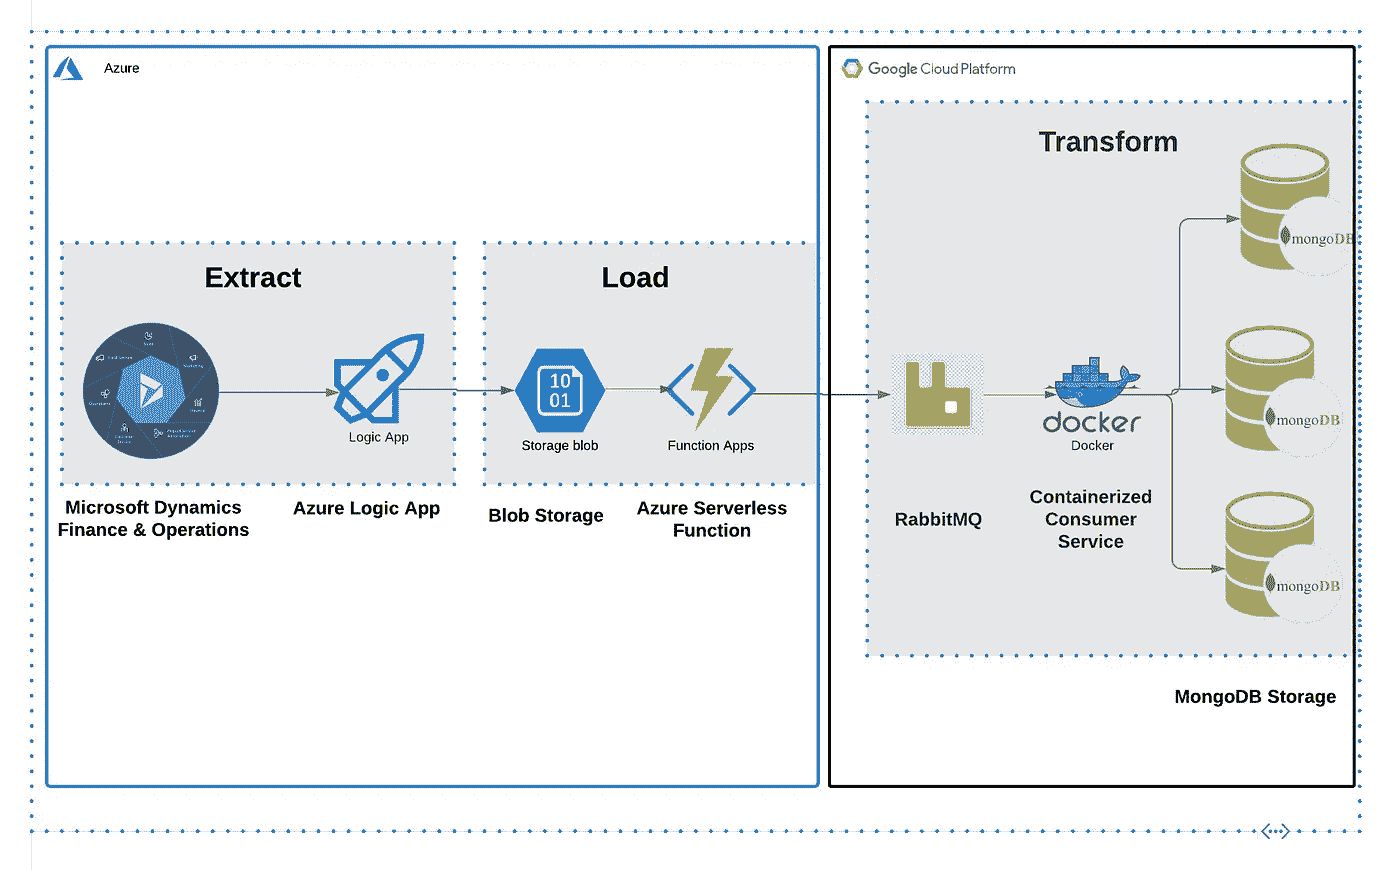 Azure
Google Cloud Platform
Transform
Extract
Load
mongoDB
10
01
mongoDB
docker
Logic App
Storage blob
Function Apps
Docker
Microsoft Dynamics
Finance & Operations
Azure Logic App
Blob Storage
Azure Serverless
Function
RabbitMQ
Containerized
Consumer
Service
mongoDB
MongoDB Storage